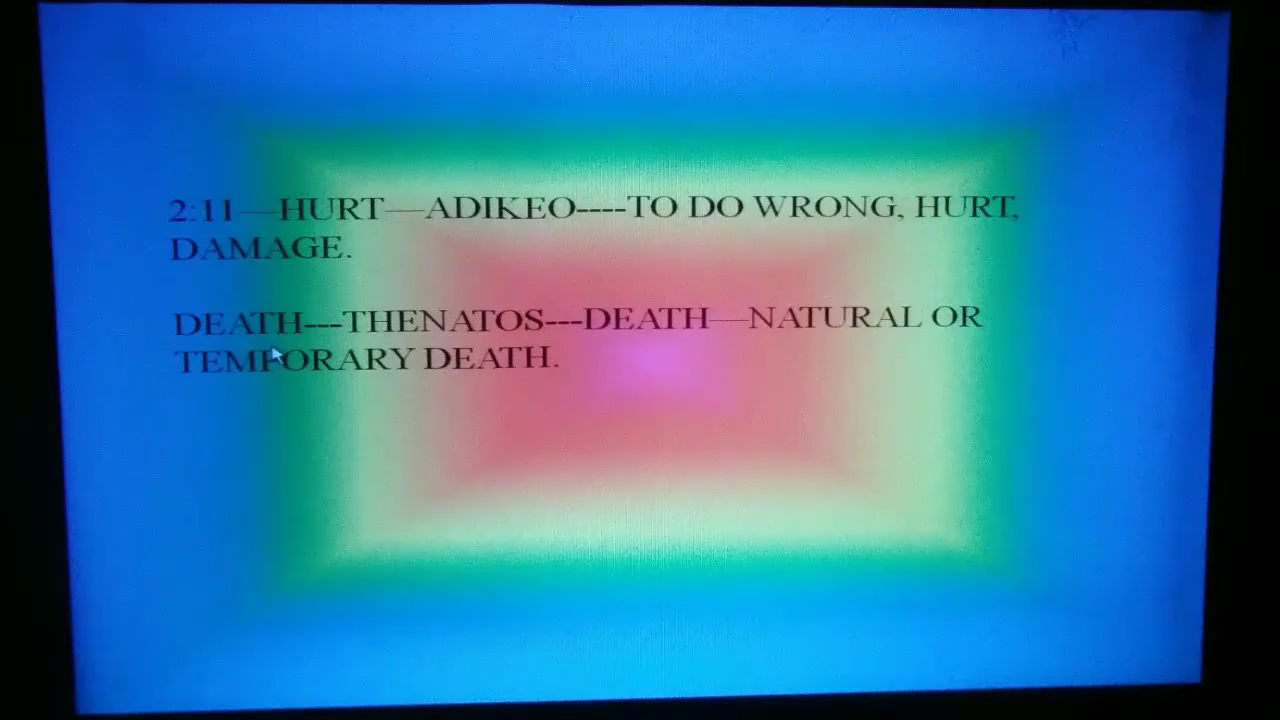 2:11—HURT—ADIKEO----TO DO WRONG, HURT,
DAMAGE.
DEATH---THENATOS---DEATH—NATURAL OR
TEMPORARY DEATH.